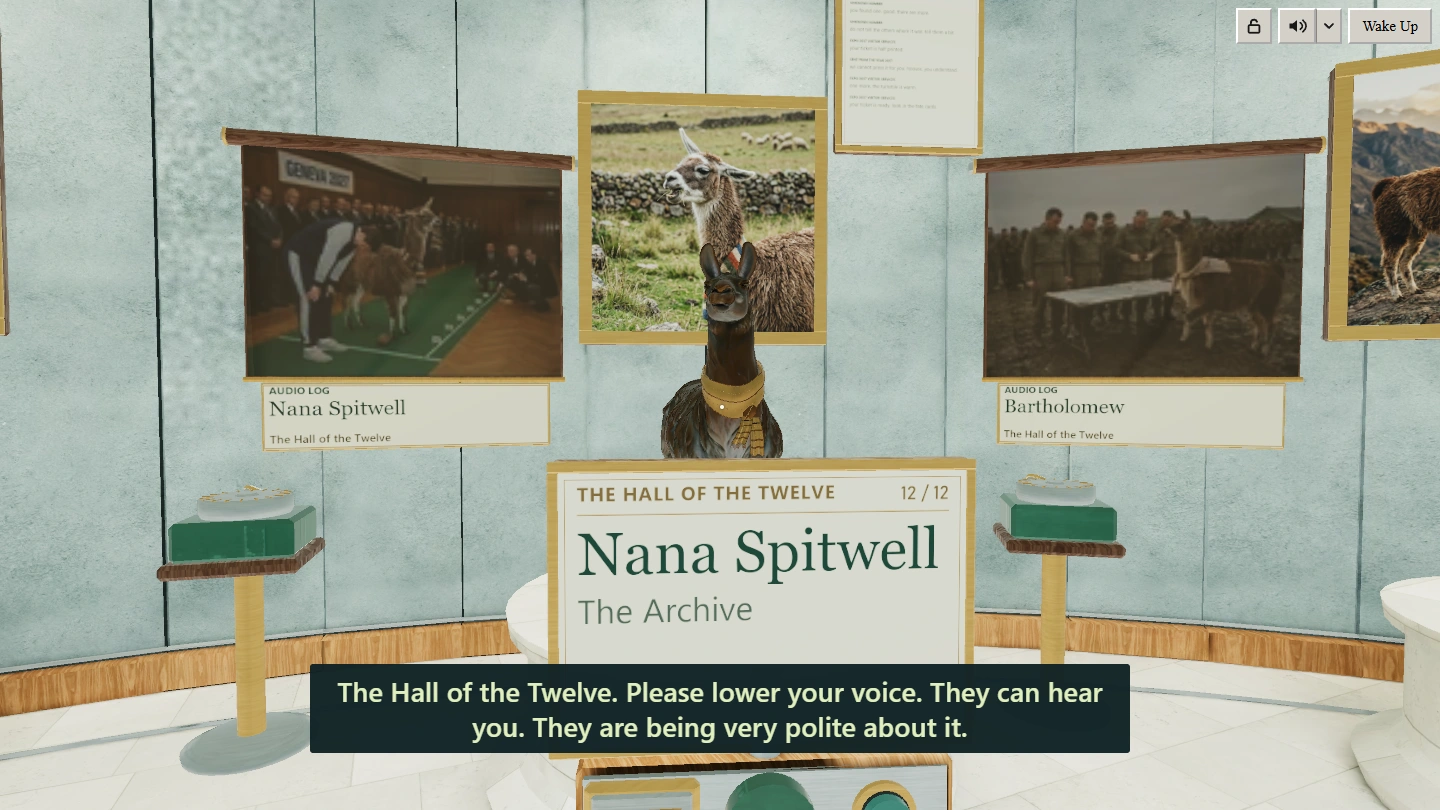 Wake Up
GENEVA 202?
AUDIO LOG
Nana Spitwell
The Hall of the Twelve
AUDIO LOG
Bartholomew
The Hall of the Twelve
THE HALL OF THE TWELVE 12 / 12
Nana Spitwell
The Archive
The Hall of the Twelve. Please lower your voice. They can hear
you. They are being very polite about it.